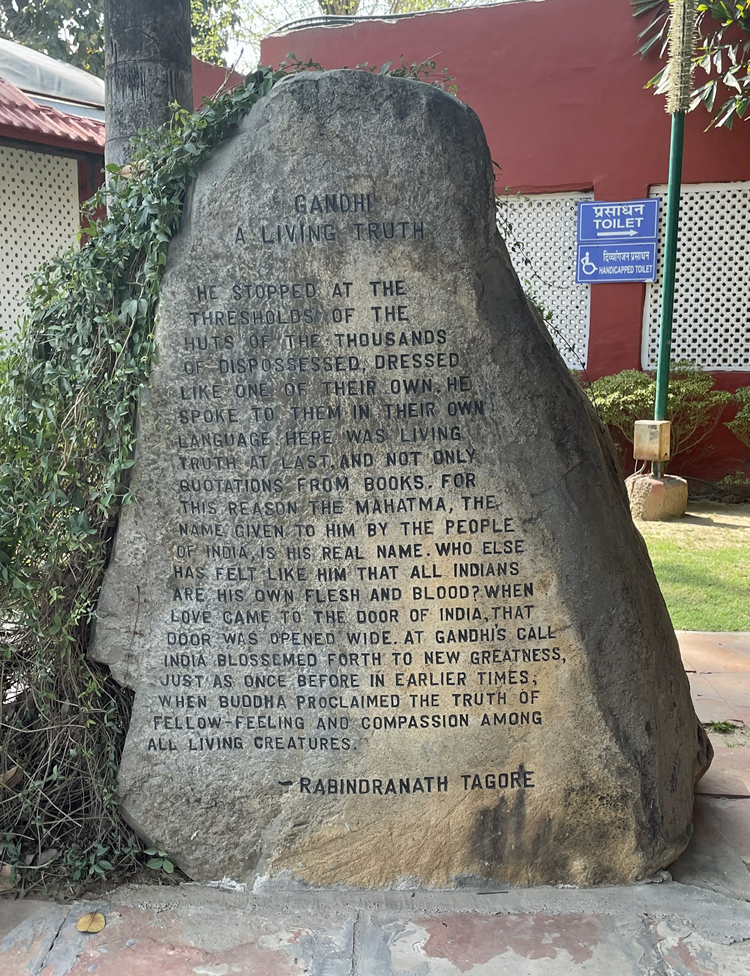 GANDHI
A LIVING TRUTH
HE STOPPED AT THE
THRESHOLDS OF THE
HUTS OF THE THOUSANDS
OF DISPOSSESSED, DRESSED
LIKE ONE OF THEIR OWN. HE
SPOKE TO THEM IN THEIR OWN
LANGUAGE. HERE WAS LIVING
TRUTH AT LAST. AND NOT ONLY
QUOTATIONS FROM BOOKS. FOR
THIS REASON THE MAHATMA, THE
NAME GIVEN TO HIM BY THE PEOPLE
OF INDIA, IS HIS REAL NAME. WHO ELSE
HAS FELT LIKE HIM THAT ALL INDIANS
ARE HIS OWN FLESH AND BLOOD? WHEN
LOVE CAME TO THE DOOR OF INDIA, THAT
DOOR WAS OPENED WIDE. AT GANDHI'S CALL
INDIA BLOSSEMED FORTH TO NEW GREATNESS,
JUST AS ONCE BEFORE IN EARLIER TIMES,
WHEN BUDDHA PROCLAIMED THE TRUTH OF
FELLOW-FEELING AND COMPASSION AMONG
ALL LIVING CREATURES.
~RABINDRANATH TAGORE
प्रसाधन
TOILET
दिव्यांगजन प्रसाधन
HANDICAPPED TOILET